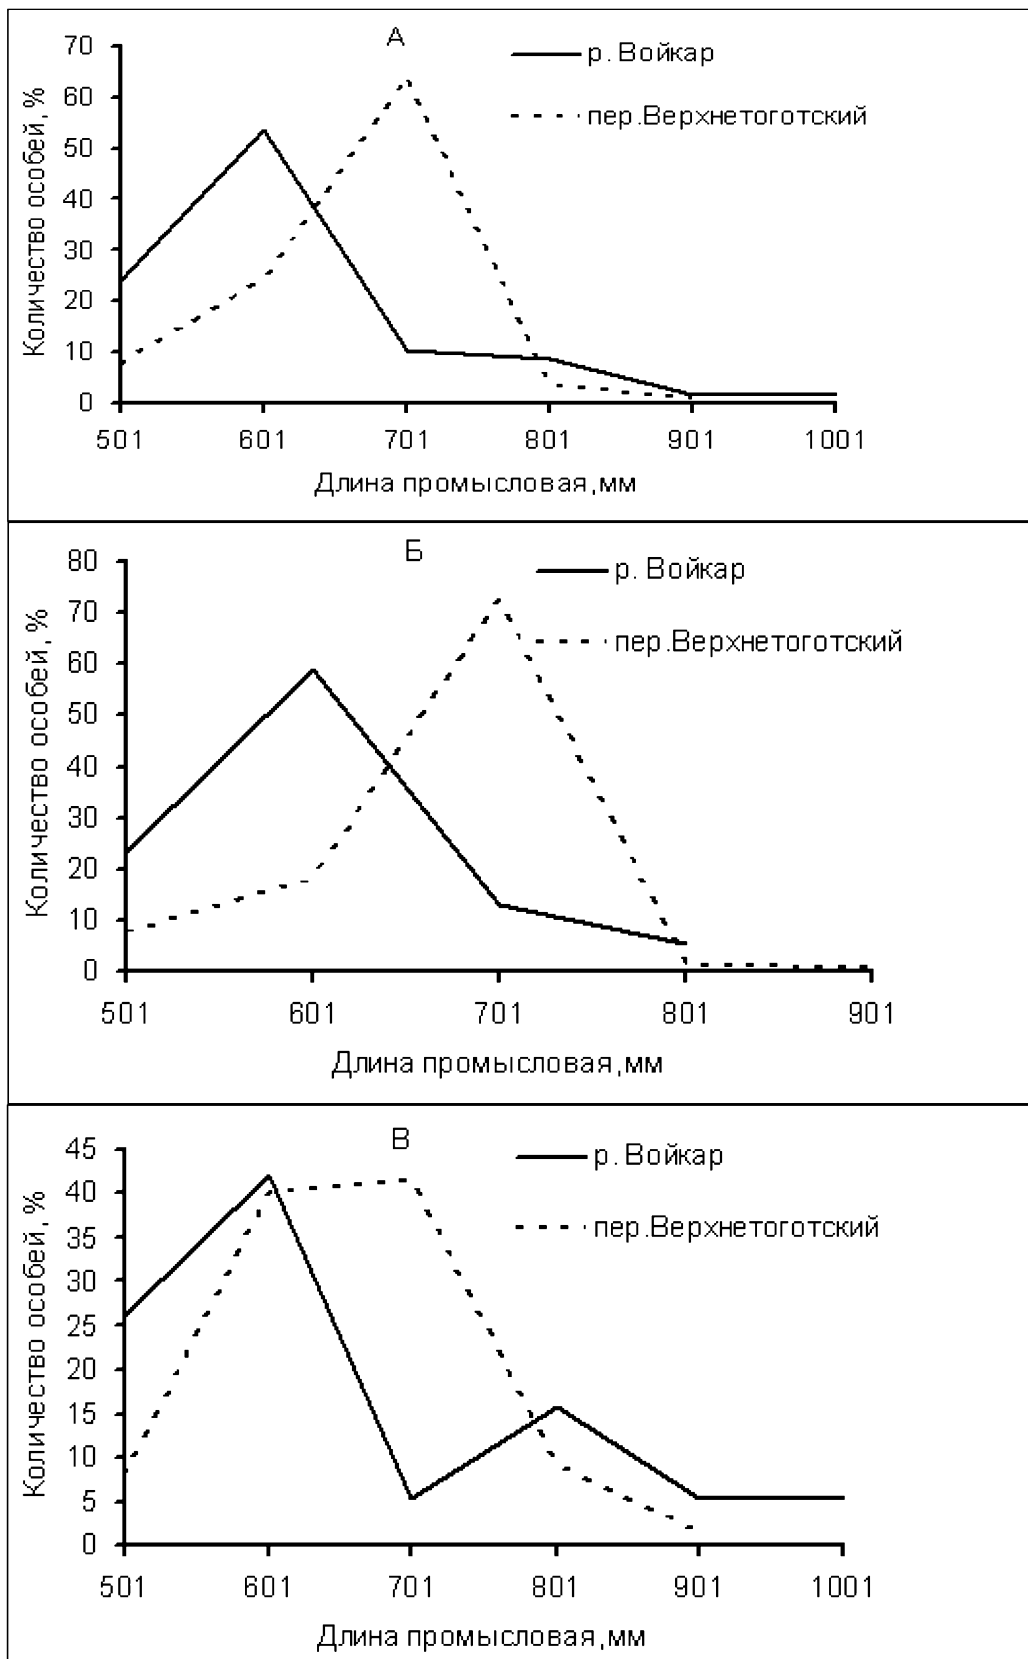 А
р. Войкар
пер.Верхнетоготский
Количество особей, %
70
60
50
40
30
20
10
0
501 601 701 801 901 1001
Длина промысловая,мм
Б
р. Войкар
пер.Верхнетоготский
Количество особей, %
80
70
60
50
40
30
20
10
0
501 601 701 801 901
Длина промысловая,мм
В
р. Войкар
пер.Верхнетоготский
Количество особей, %
45
40
35
30
25
20
15
10
5
0
501 601 701 801 901 1001
Длина промысловая,мм